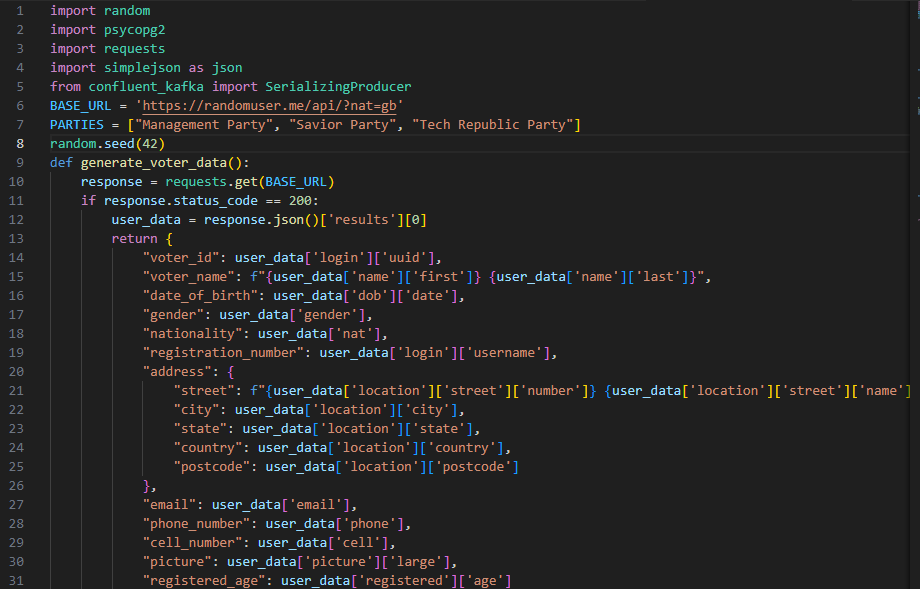 1 import random
2 import psycopg2
3 import requests
4 import simplejson as json
5 from confluent_kafka import SerializingProducer
6 BASE_URL = 'https://randomuser.me/api/?nat=gb'
7 PARTIES = ["Management Party", "Savior Party", "Tech Republic Party"]
8 random.seed(42)
9 def generate_voter_data():
10     response = requests.get(BASE_URL)
11     if response.status_code == 200:
12         user_data = response.json()['results'][0]
13         return {
14             "voter_id": user_data['login']['uuid'],
15             "voter_name": f"{user_data['name']['first']} {user_data['name']['last']}",
16             "date_of_birth": user_data['dob']['date'],
17             "gender": user_data['gender'],
18             "nationality": user_data['nat'],
19             "registration_number": user_data['login']['username'],
20             "address": {
21                 "street": f"{user_data['location']['street']['number']} {user_data['location']['street']['name']
22                 "city": user_data['location']['city'],
23                 "state": user_data['location']['state'],
24                 "country": user_data['location']['country'],
25                 "postcode": user_data['location']['postcode']
26             },
27             "email": user_data['email'],
28             "phone_number": user_data['phone'],
29             "cell_number": user_data['cell'],
30             "picture": user_data['picture']['large'],
31             "registered_age": user_data['registered']['age']